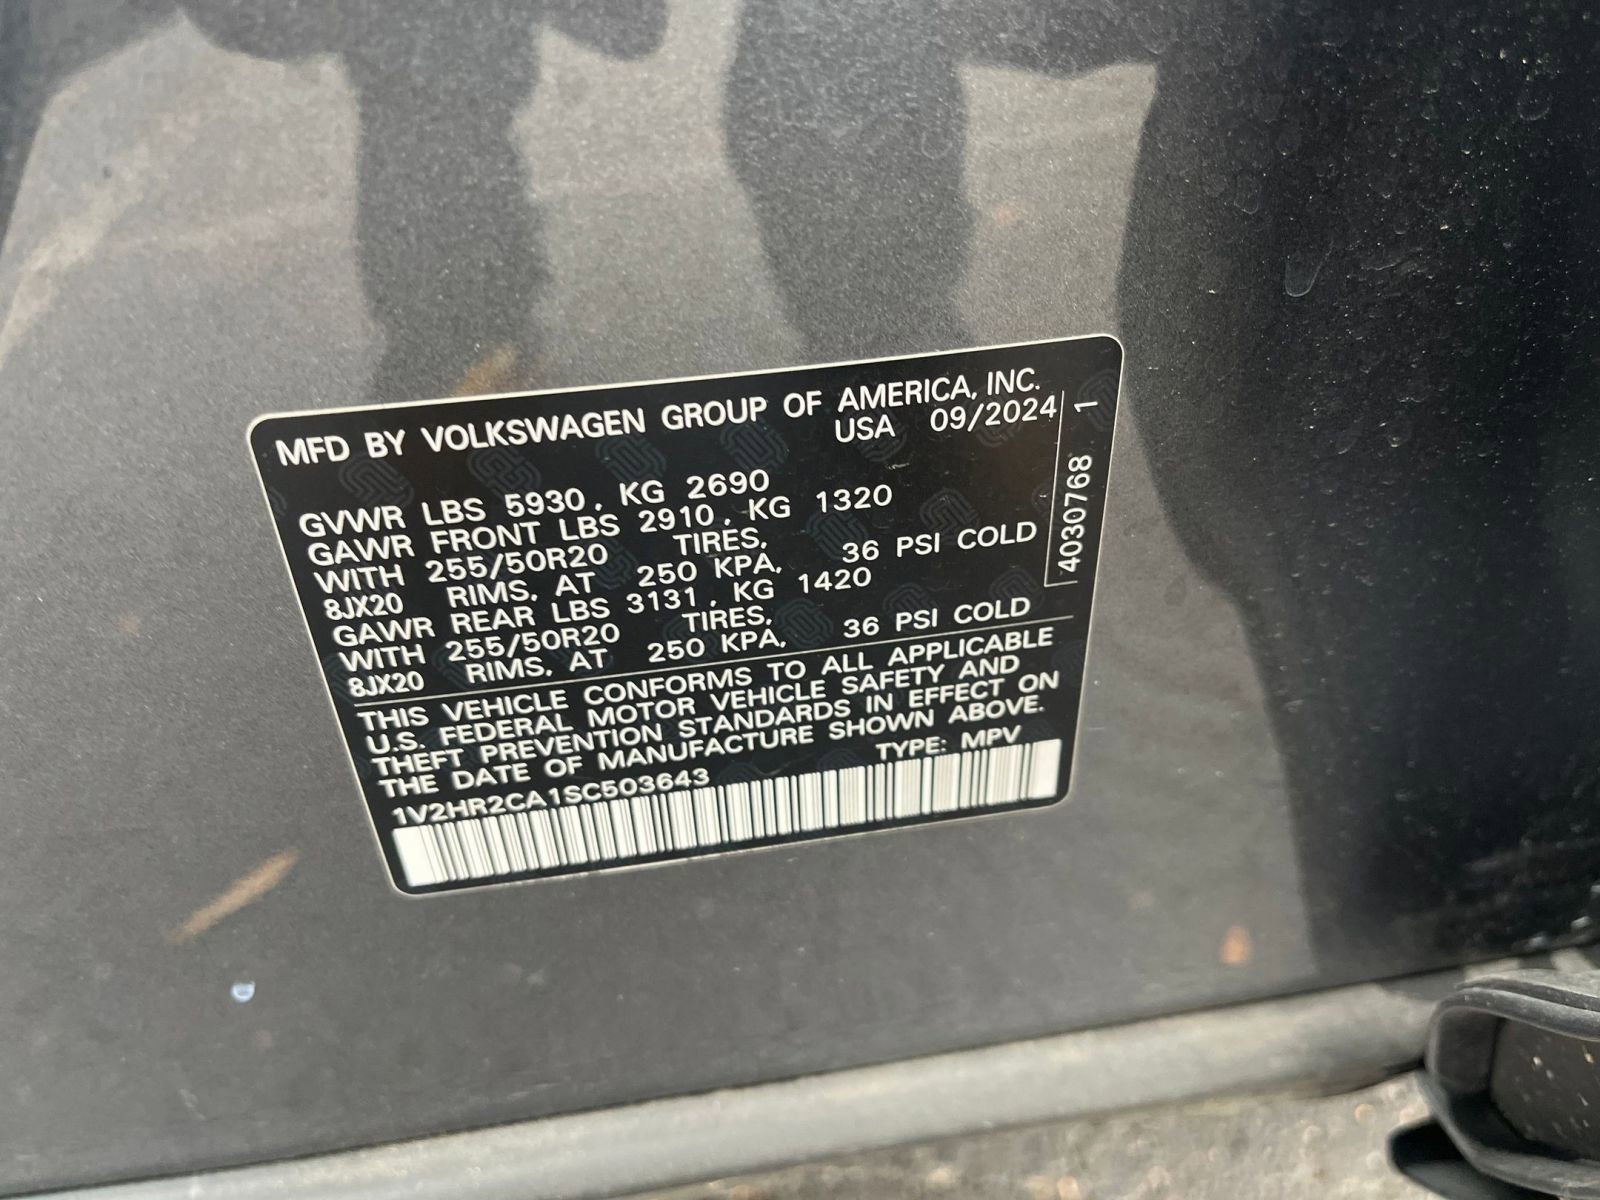 MFD BY VOLKSWAGEN GROUP OF AMERICA, INC.
USA 09/2024
GVWR LBS 5930, KG 2690
GAWR FRONT LBS 2910, KG 1320
WITH 255/50R20 TIRES,
8JX20 RIMS, AT 250 KPA, 36 PSI COLD
GAWR REAR LBS 3131, KG 1420
WITH 255/50R20 TIRES,
8JX20 RIMS, AT 250 KPA, 36 PSI COLD
THIS VEHICLE CONFORMS TO ALL APPLICABLE
U.S. FEDERAL MOTOR VEHICLE SAFETY AND
THEFT PREVENTION STANDARDS IN EFFECT ON
THE DATE OF MANUFACTURE SHOWN ABOVE.
1V2HR2CA1SC503643 TYPE: MPV
4030768 1